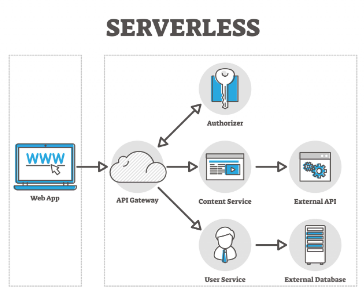 SERVERLESS
Authorizer
WWW
Web App
API Gateway
Content Service
External API
User Service
External Database